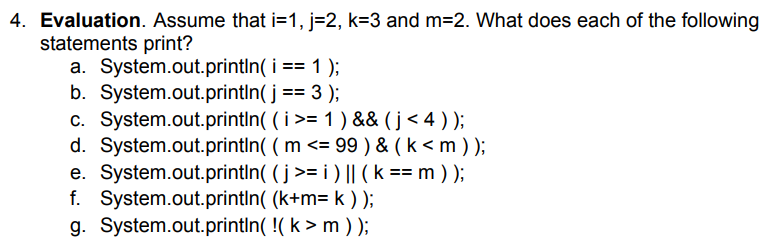 4. Evaluation. Assume that i=1, j=2, k=3 and m=2. What does each of the following
statements print?
a. System.out.println( i == 1 );
b. System.out.println( j == 3 );
c. System.out.println( ( i >= 1 ) && ( j < 4 ) );
d. System.out.println( ( m <= 99 ) & ( k < m ) );
e. System.out.println( ( j >= i ) || ( k == m ) );
f. System.out.println( (k+m= k ) );
g. System.out.println( !( k > m ) );